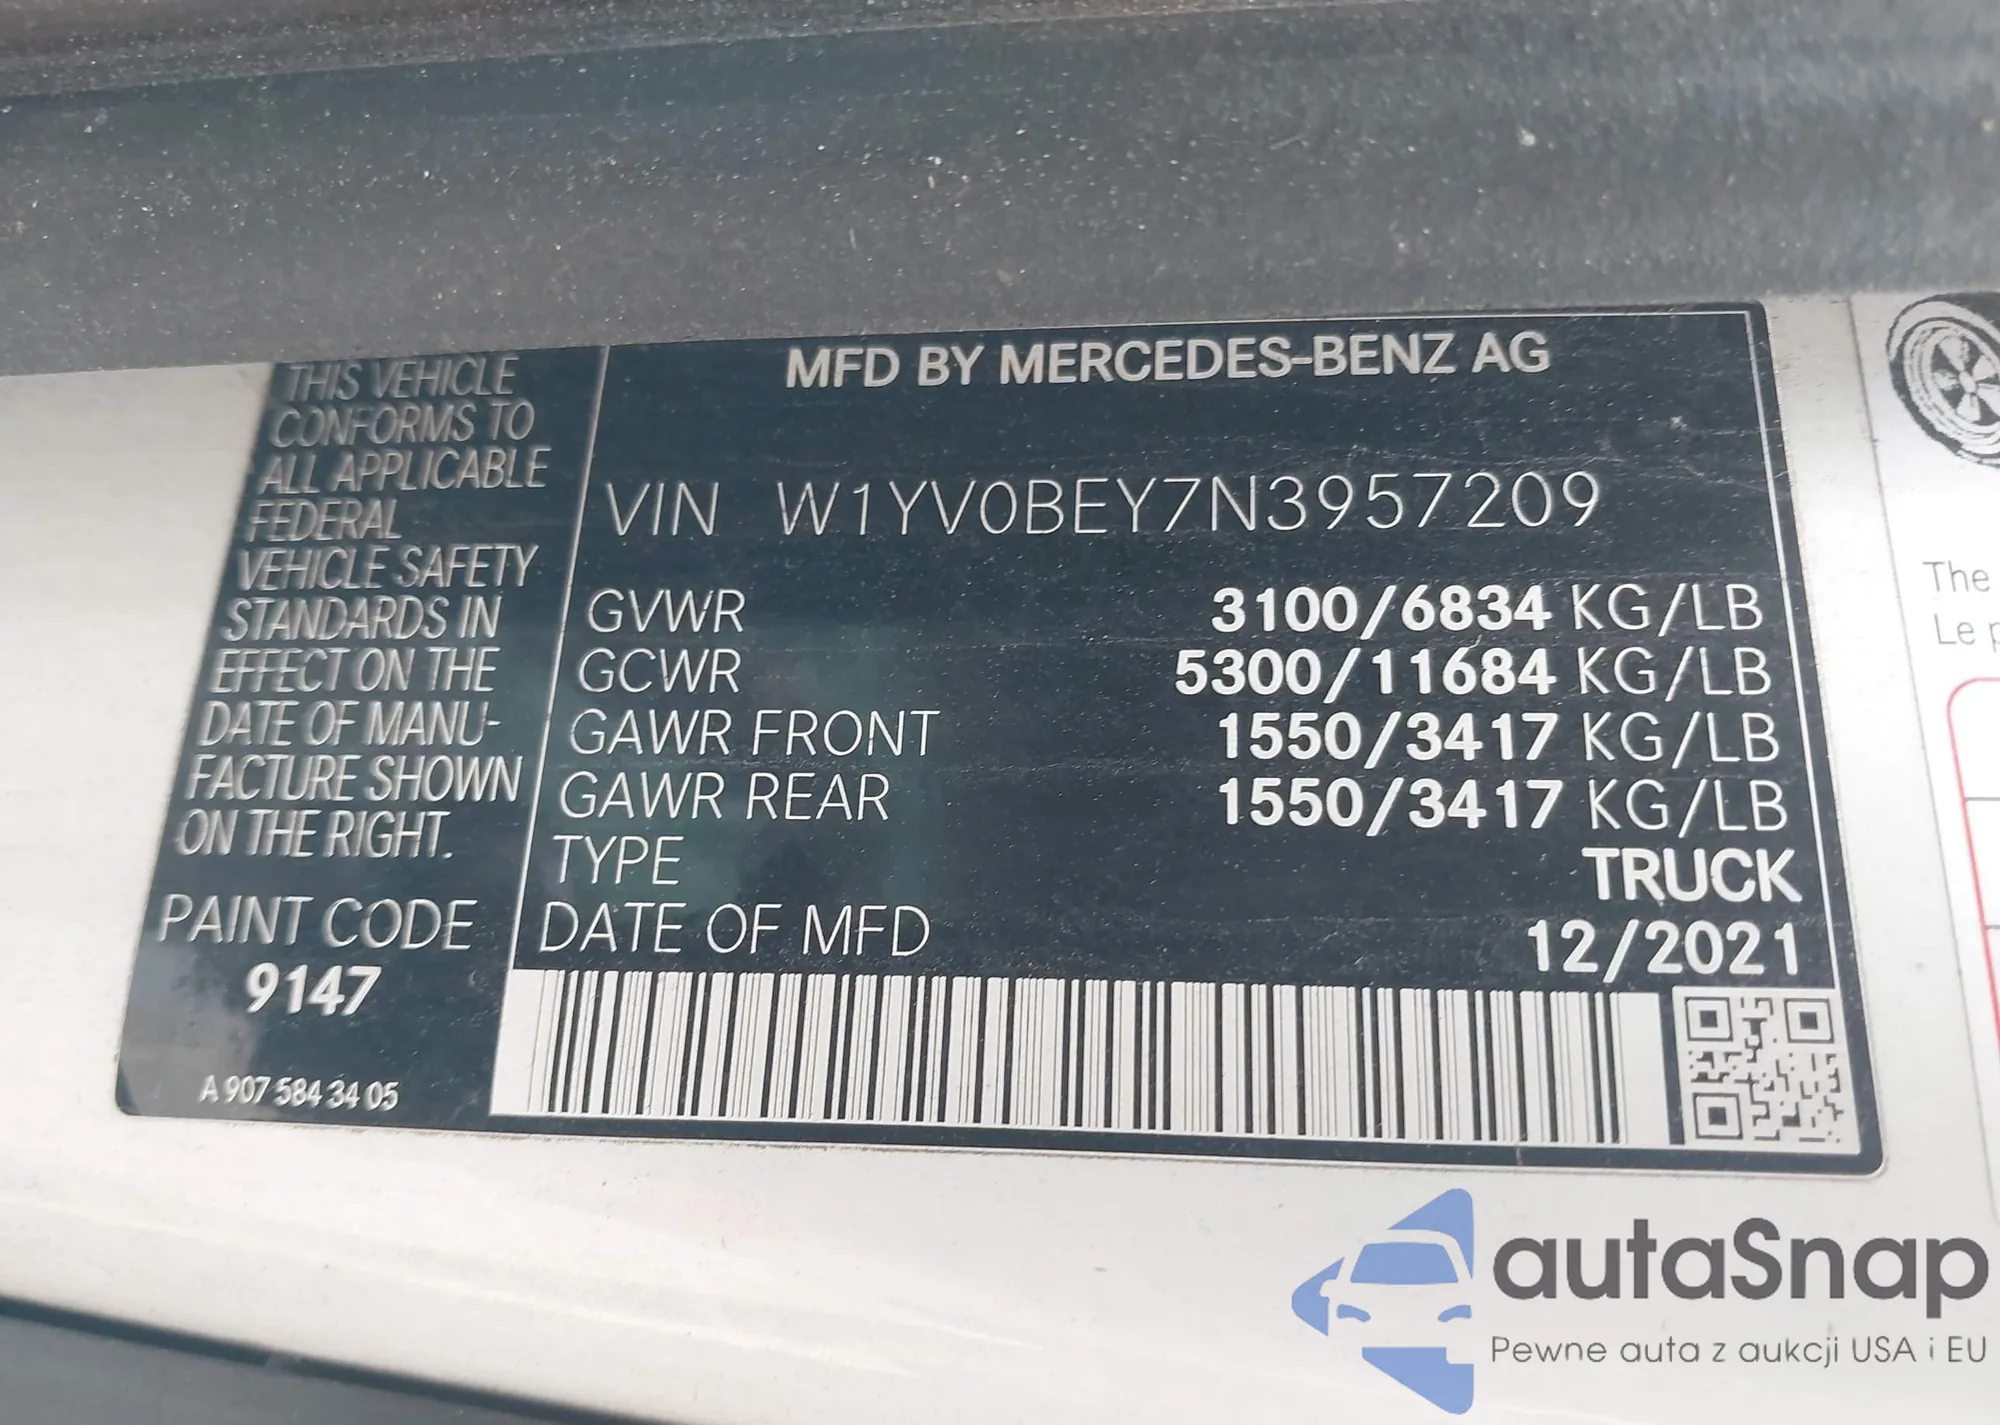 MFD BY MERCEDES-BENZ AG
THIS VEHICLE
CONFORMS TO
ALL APPLICABLE
FEDERAL
VEHICLE SAFETY
STANDARDS IN
EFFECT ON THE
DATE OF MANU-
FACTURE SHOWN
ON THE RIGHT.
PAINT CODE
9147
A 907 584 34 05
VIN W1YV0BEY7N3957209
GVWR 3100/6834 KG/LB
GCWR 5300/11684 KG/LB
GAWR FRONT 1550/3417 KG/LB
GAWR REAR 1550/3417 KG/LB
TYPE TRUCK
DATE OF MFD 12/2021
The
Le
autaSnap
Pewne auta z aukcji USA i EU